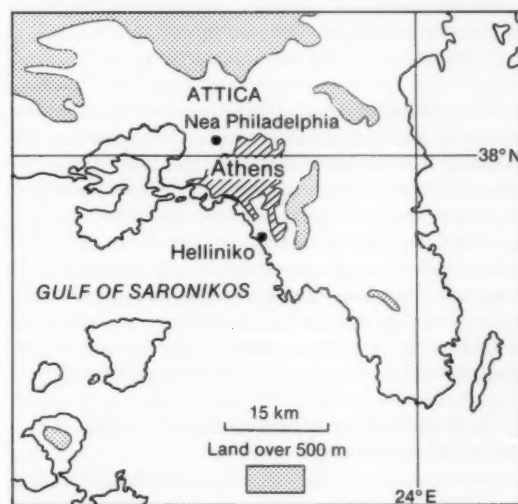 ATTICA
Nea Philadelphia
38°N
Athens
Helliniko
GULF OF SARONIKOS
15 km
Land over 500 m
24°E